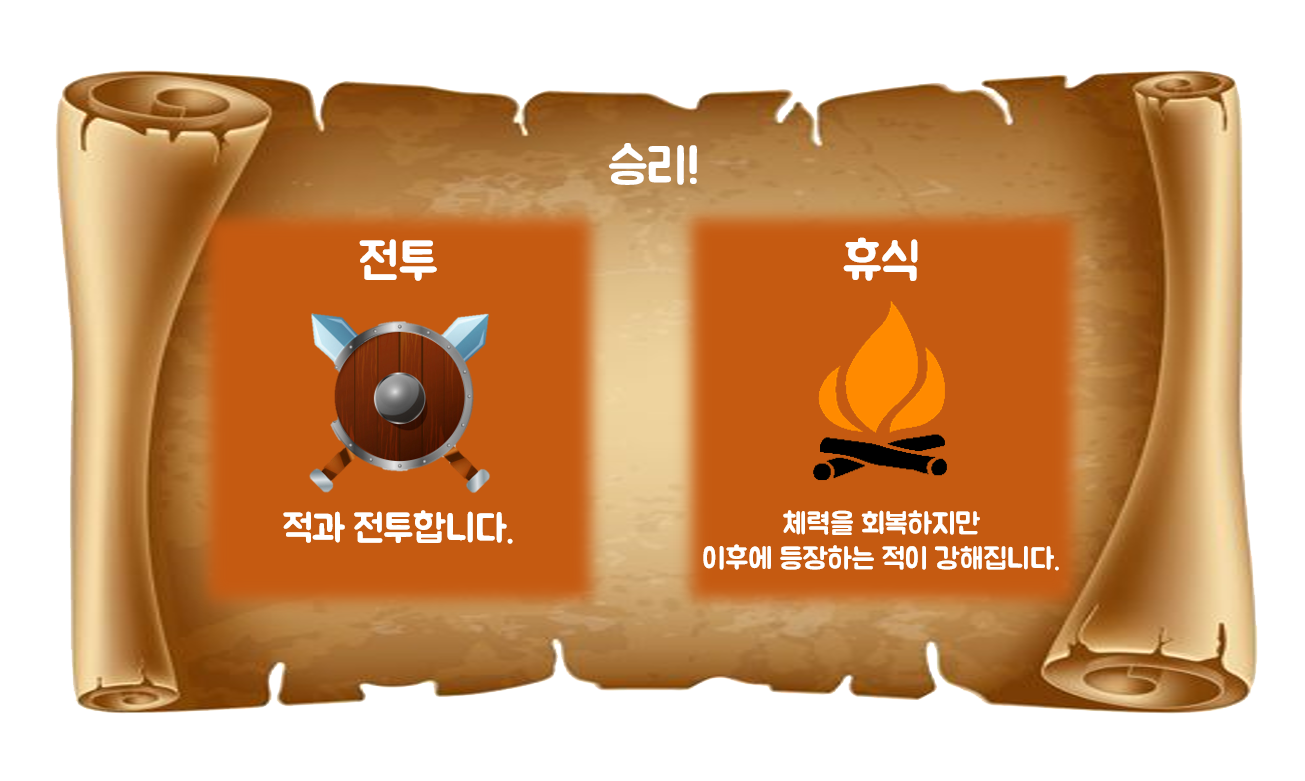 승리!
전투
적과 전투합니다.
휴식
체력을 회복하지만
이후에 등장하는 적이 강해집니다.